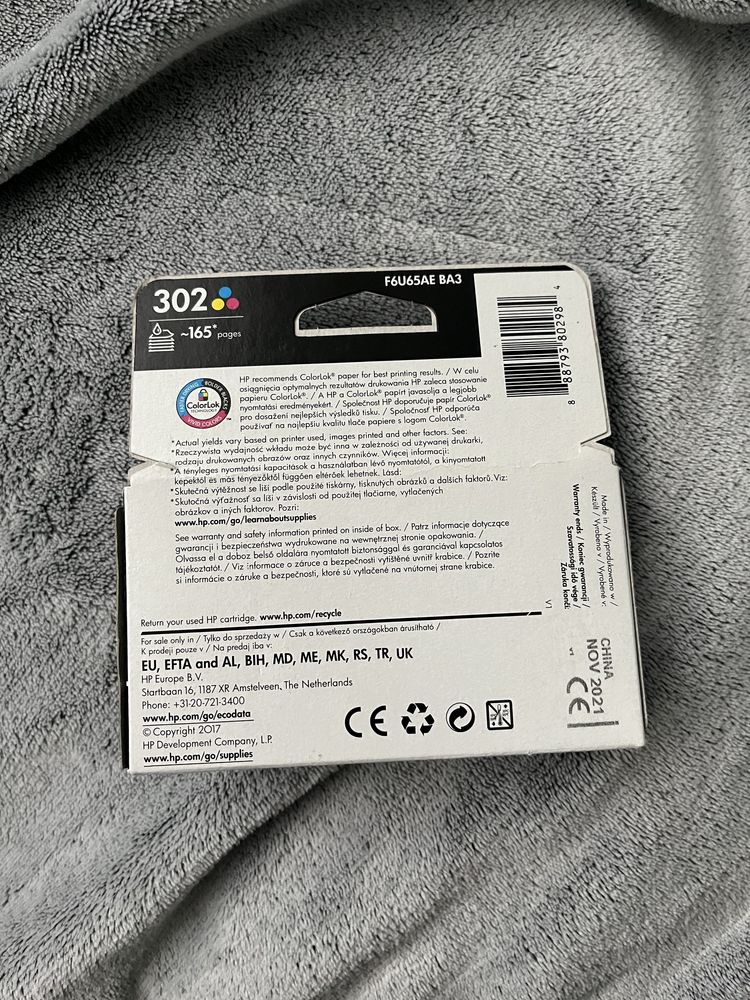 302
F6U65AE BA3
~165* pages
8 88793 80298 4
BOLDER BLACKS
ColorLok
TECHNOLOGY
VIVID COLORS
HP recommends ColorLok® paper for best printing results. / W celu
osiągnięcia optymalnych rezultatów drukowania HP zaleca stosowanie
papieru ColorLok®. / A HP a ColorLok® papírt javasolja a legjobb
nyomtatási eredményekért. / Společnost HP doporučuje papír ColorLok®
pro dosažení nejlepších výsledků tisku. / Spoločnosť HP odporúča
používať na najlepšiu kvalitu tlače papiere s logom ColorLok®.
*Actual yields vary based on printer used, images printed and other factors. See:
*Rzeczywista wydajność wkładu może być inna w zależności od używanej drukarki,
rodzaju drukowanych obrazów oraz innych czynników. Więcej informacji:
*A tényleges nyomtatási kapacitások a használatban lévő nyomtatótól, a kinyomtatott
képektől és más tényezőktől függően eltérőek lehetnek. Lásd:
*Skutečná výtěžnost se liší podle použité tiskárny, tisknutých obrázků a dalších faktorů. Viz:
*Skutočná výťažnosť sa líši v závislosti od použitej tlačiarne, vytlačených
obrázkov a iných faktorov. Pozri:
www.hp.com/go/learnaboutsupplies
See warranty and safety information printed on inside of box. / Patrz informacje dotyczące
gwarancji i bezpieczeństwa wydrukowane na wewnętrznej stronie opakowania. /
Olvassa el a doboz belső oldalára nyomtatott biztonsággal és garanciával kapcsolatos
tájékoztatót. / Viz informace o záruce a bezpečnosti vytištěné uvnitř krabice. / Pozrite
si informácie o záruke a bezpečnosti, ktoré sú vytlačené na vnútornej strane krabice.
Return your used HP cartridge. www.hp.com/recycle
V1
For sale only in / Tylko do sprzedaży w / Csak a következő országokban árusítható /
K prodeji pouze v / Na predaj iba v:
EU, EFTA and AL, BIH, MD, ME, MK, RS, TR, UK
HP Europe B.V.
Startbaan 16, 1187 XR Amstelveen, The Netherlands
Phone: +31-20-721-3400
www.hp.com/go/ecodata
© Copyright 2017
HP Development Company, L.P.
www.hp.com/go/supplies
CE
Made in / Wyprodukowano w /
Készült / Vyrobeno v / Vyrobené v:
Warranty ends / Koniec gwarancji /
Szavatossági idő vége /
Záruka končí:
CHINA
NOV 2021
CE